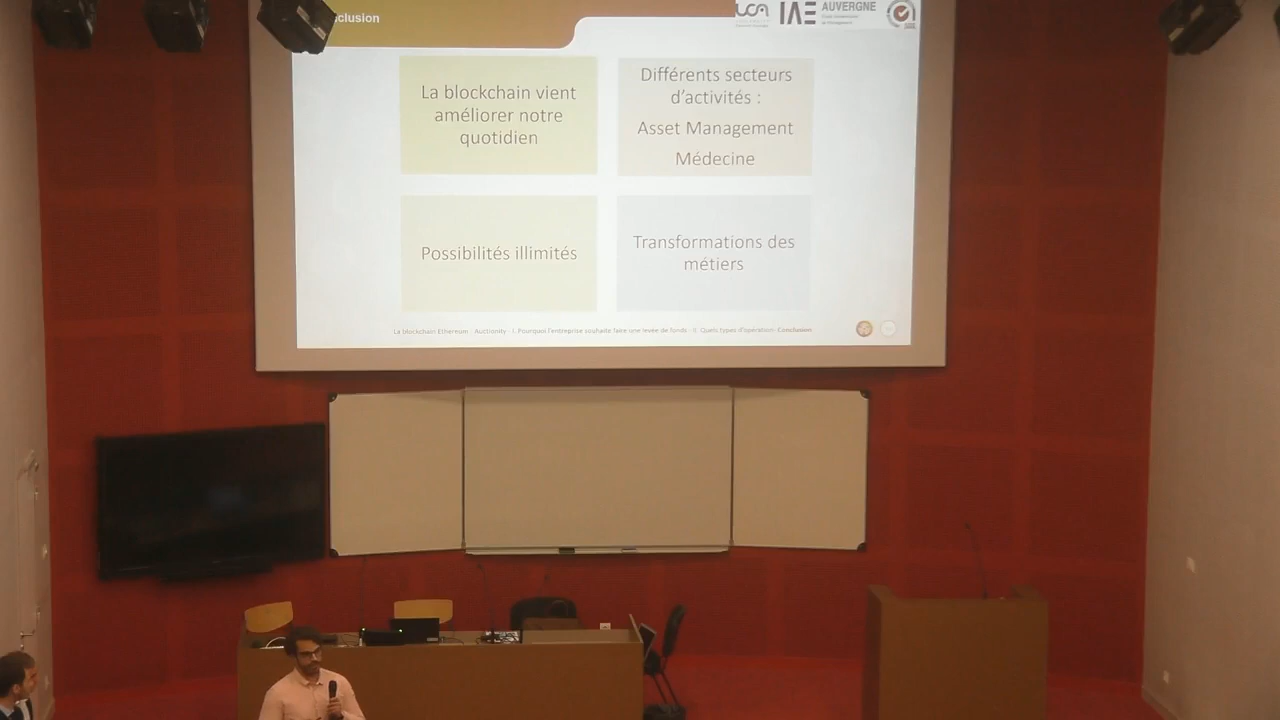 clusion
uca
IAE
AUVERGNE
La blockchain vient
améliorer notre
quotidien
Différents secteurs
d'activités :
Asset Management
Médecine
Possibilités illimités
Transformations des
métiers
La blockchain Ethereum : Auctionity - I. Pourquoi l'entreprise souhaite faire une levée de fonds - II. Quels types d'opération- Conclusion